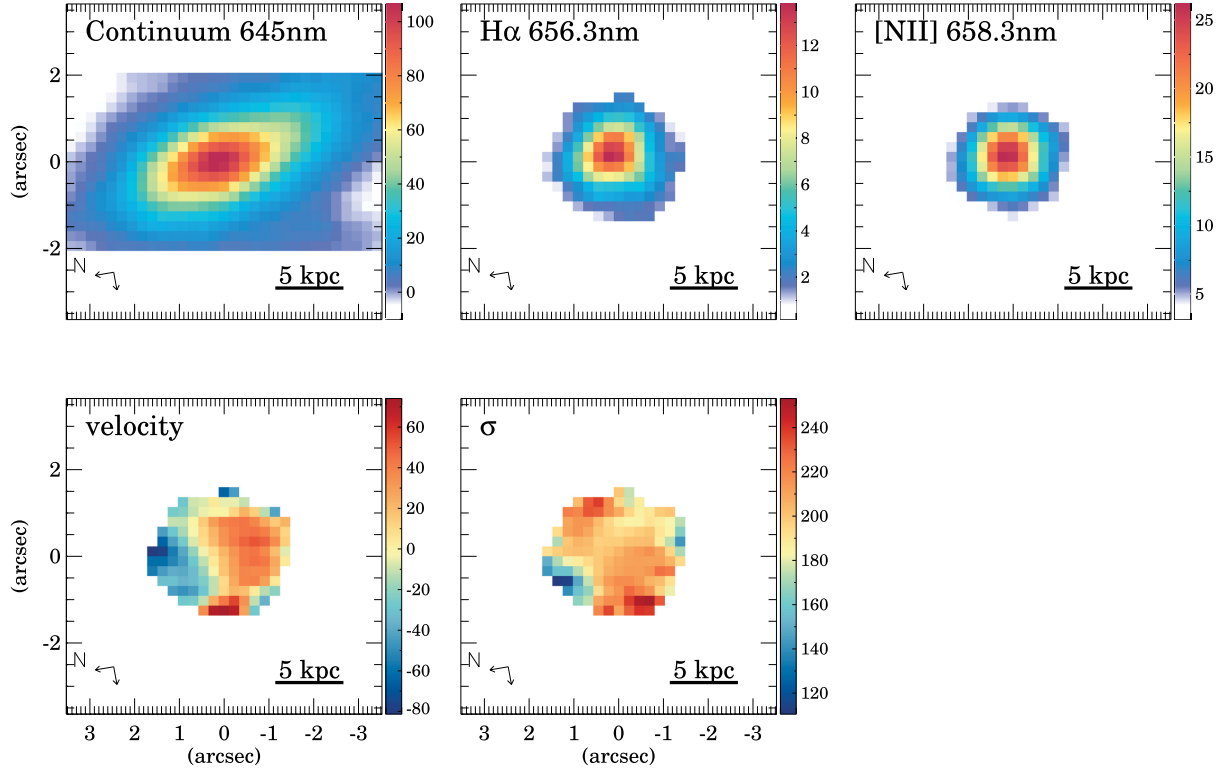 Continuum 645nm
Hα 656.3nm
[NII] 658.3nm
100
80
60
40
20
0
12
10
8
6
4
2
25
20
15
10
5
2
0
-2
(arcsec)
N
5 kpc
N
5 kpc
N
5 kpc
velocity
σ
60
40
20
0
-20
-40
-60
-80
240
220
200
180
160
140
120
2
0
-2
(arcsec)
N
5 kpc
N
5 kpc
3 2 1 0 -1 -2 -3
3 2 1 0 -1 -2 -3
(arcsec)
(arcsec)